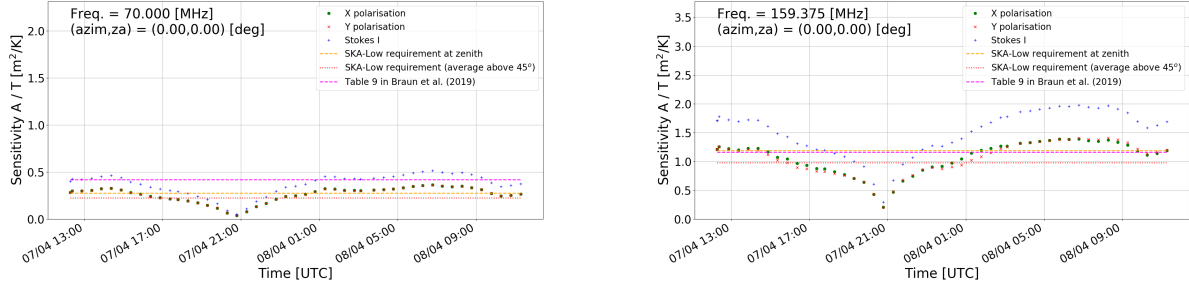 Freq. = 70.000 [MHz]
(azim,za) = (0.00,0.00) [deg]
X polarisation
Y polarisation
Stokes I
SKA-Low requirement at zenith
SKA-Low requirement (average above 45°)
Table 9 in Braun et al. (2019)
Sensitivity A / T [m²/K]
2.0
1.5
1.0
0.5
0.0
07/04 13:00
07/04 17:00
07/04 21:00
08/04 01:00
08/04 05:00
08/04 09:00
Time [UTC]
Freq. = 159.375 [MHz]
(azim,za) = (0.00,0.00) [deg]
X polarisation
Y polarisation
Stokes I
SKA-Low requirement at zenith
SKA-Low requirement (average above 45°)
Table 9 in Braun et al. (2019)
Sensitivity A / T [m²/K]
3.5
3.0
2.5
2.0
1.5
1.0
0.5
0.0
07/04 13:00
07/04 17:00
07/04 21:00
08/04 01:00
08/04 05:00
08/04 09:00
Time [UTC]